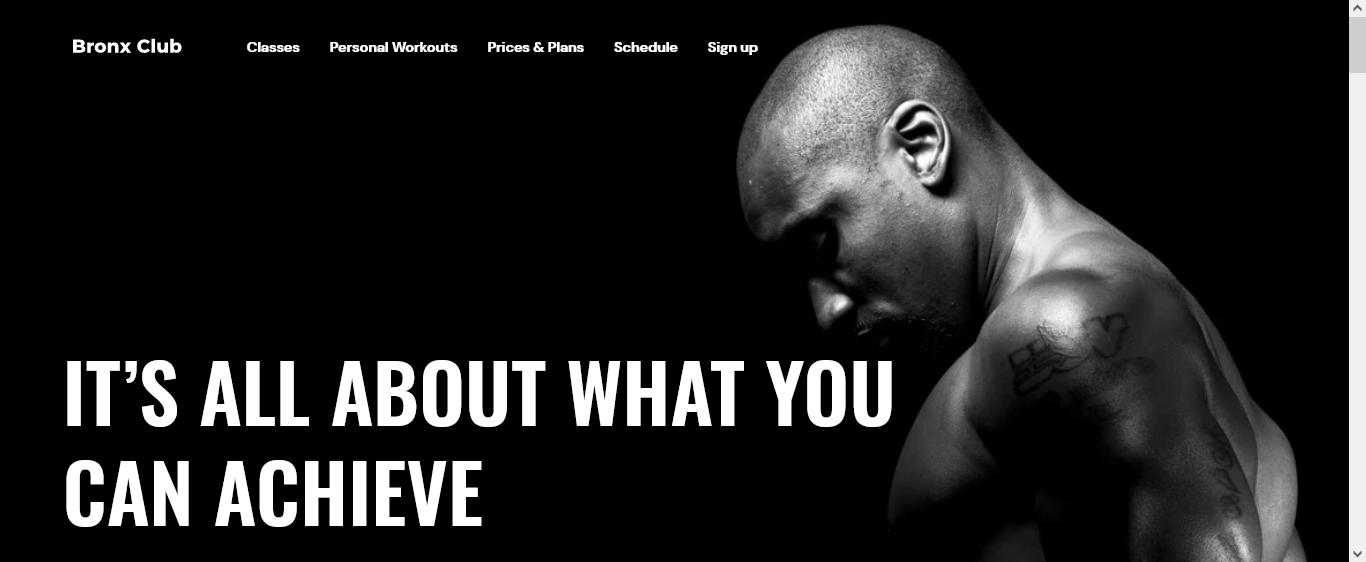 Bronx Club
Classes Personal Workouts Prices & Plans Schedule Sign up
IT’S ALL ABOUT WHAT YOU
CAN ACHIEVE